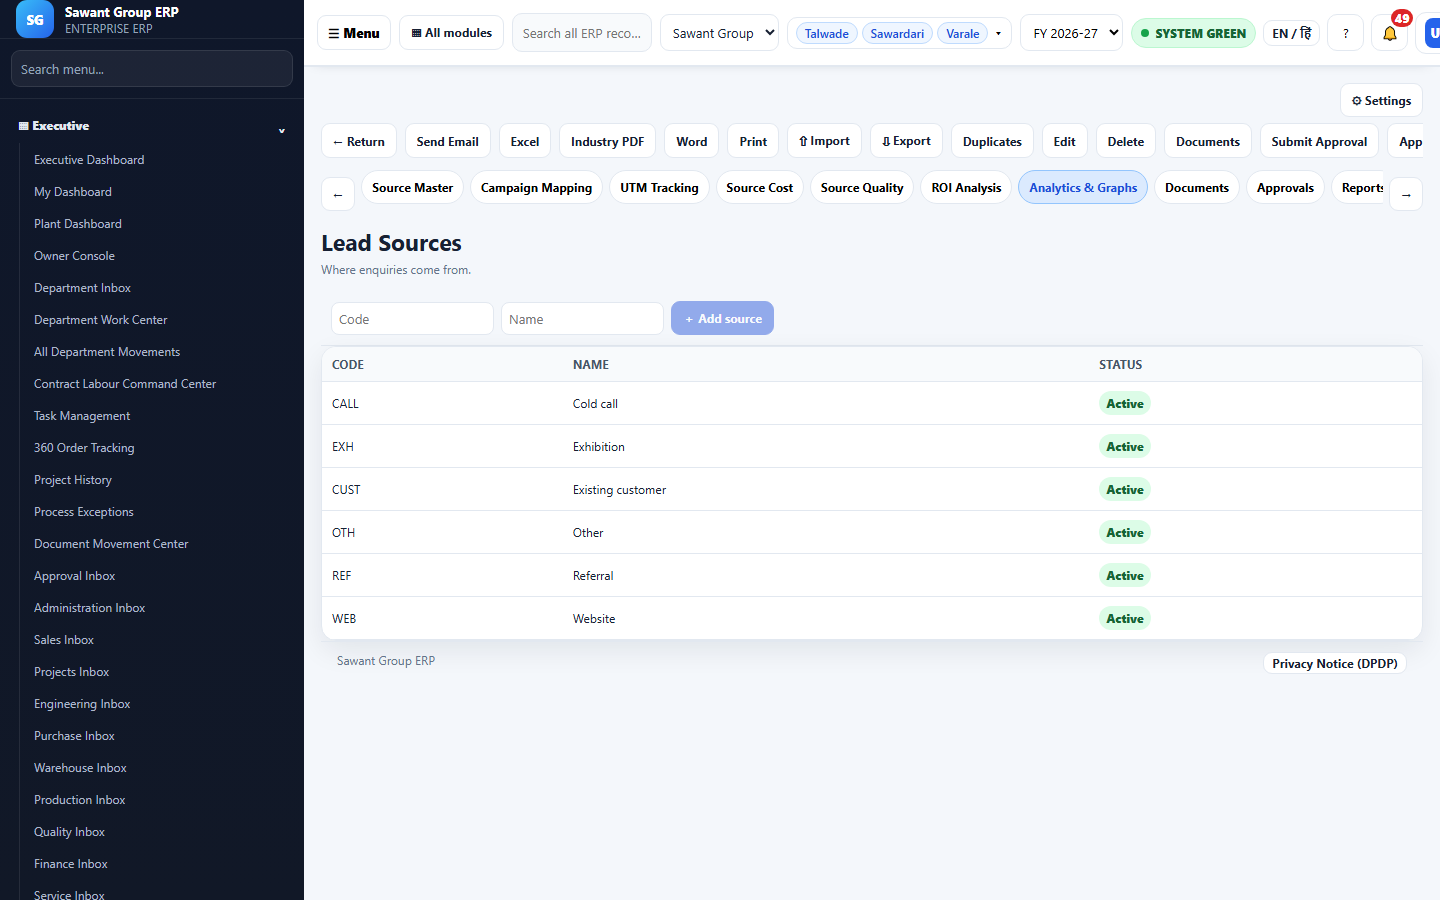 SG
Sawant Group ERP
ENTERPRISE ERP
Search menu...
Executive
Executive Dashboard
My Dashboard
Plant Dashboard
Owner Console
Department Inbox
Department Work Center
All Department Movements
Contract Labour Command Center
Task Management
360 Order Tracking
Project History
Process Exceptions
Document Movement Center
Approval Inbox
Administration Inbox
Sales Inbox
Projects Inbox
Engineering Inbox
Purchase Inbox
Warehouse Inbox
Production Inbox
Quality Inbox
Finance Inbox
Service Inbox
☰ Menu
All modules
Search all ERP reco...
Sawant Group
Talwade Sawardari Varale
FY 2026-27
SYSTEM GREEN
EN / हिं
?
49
U
⚙ Settings
← Return Send Email Excel Industry PDF Word Print ⇧ Import ⇩ Export Duplicates Edit Delete Documents Submit Approval App
← Source Master Campaign Mapping UTM Tracking Source Cost Source Quality ROI Analysis Analytics & Graphs Documents Approvals Reports →
Lead Sources
Where enquiries come from.
Code Name + Add source
CODE NAME STATUS
CALL Cold call Active
EXH Exhibition Active
CUST Existing customer Active
OTH Other Active
REF Referral Active
WEB Website Active
Sawant Group ERP
Privacy Notice (DPDP)